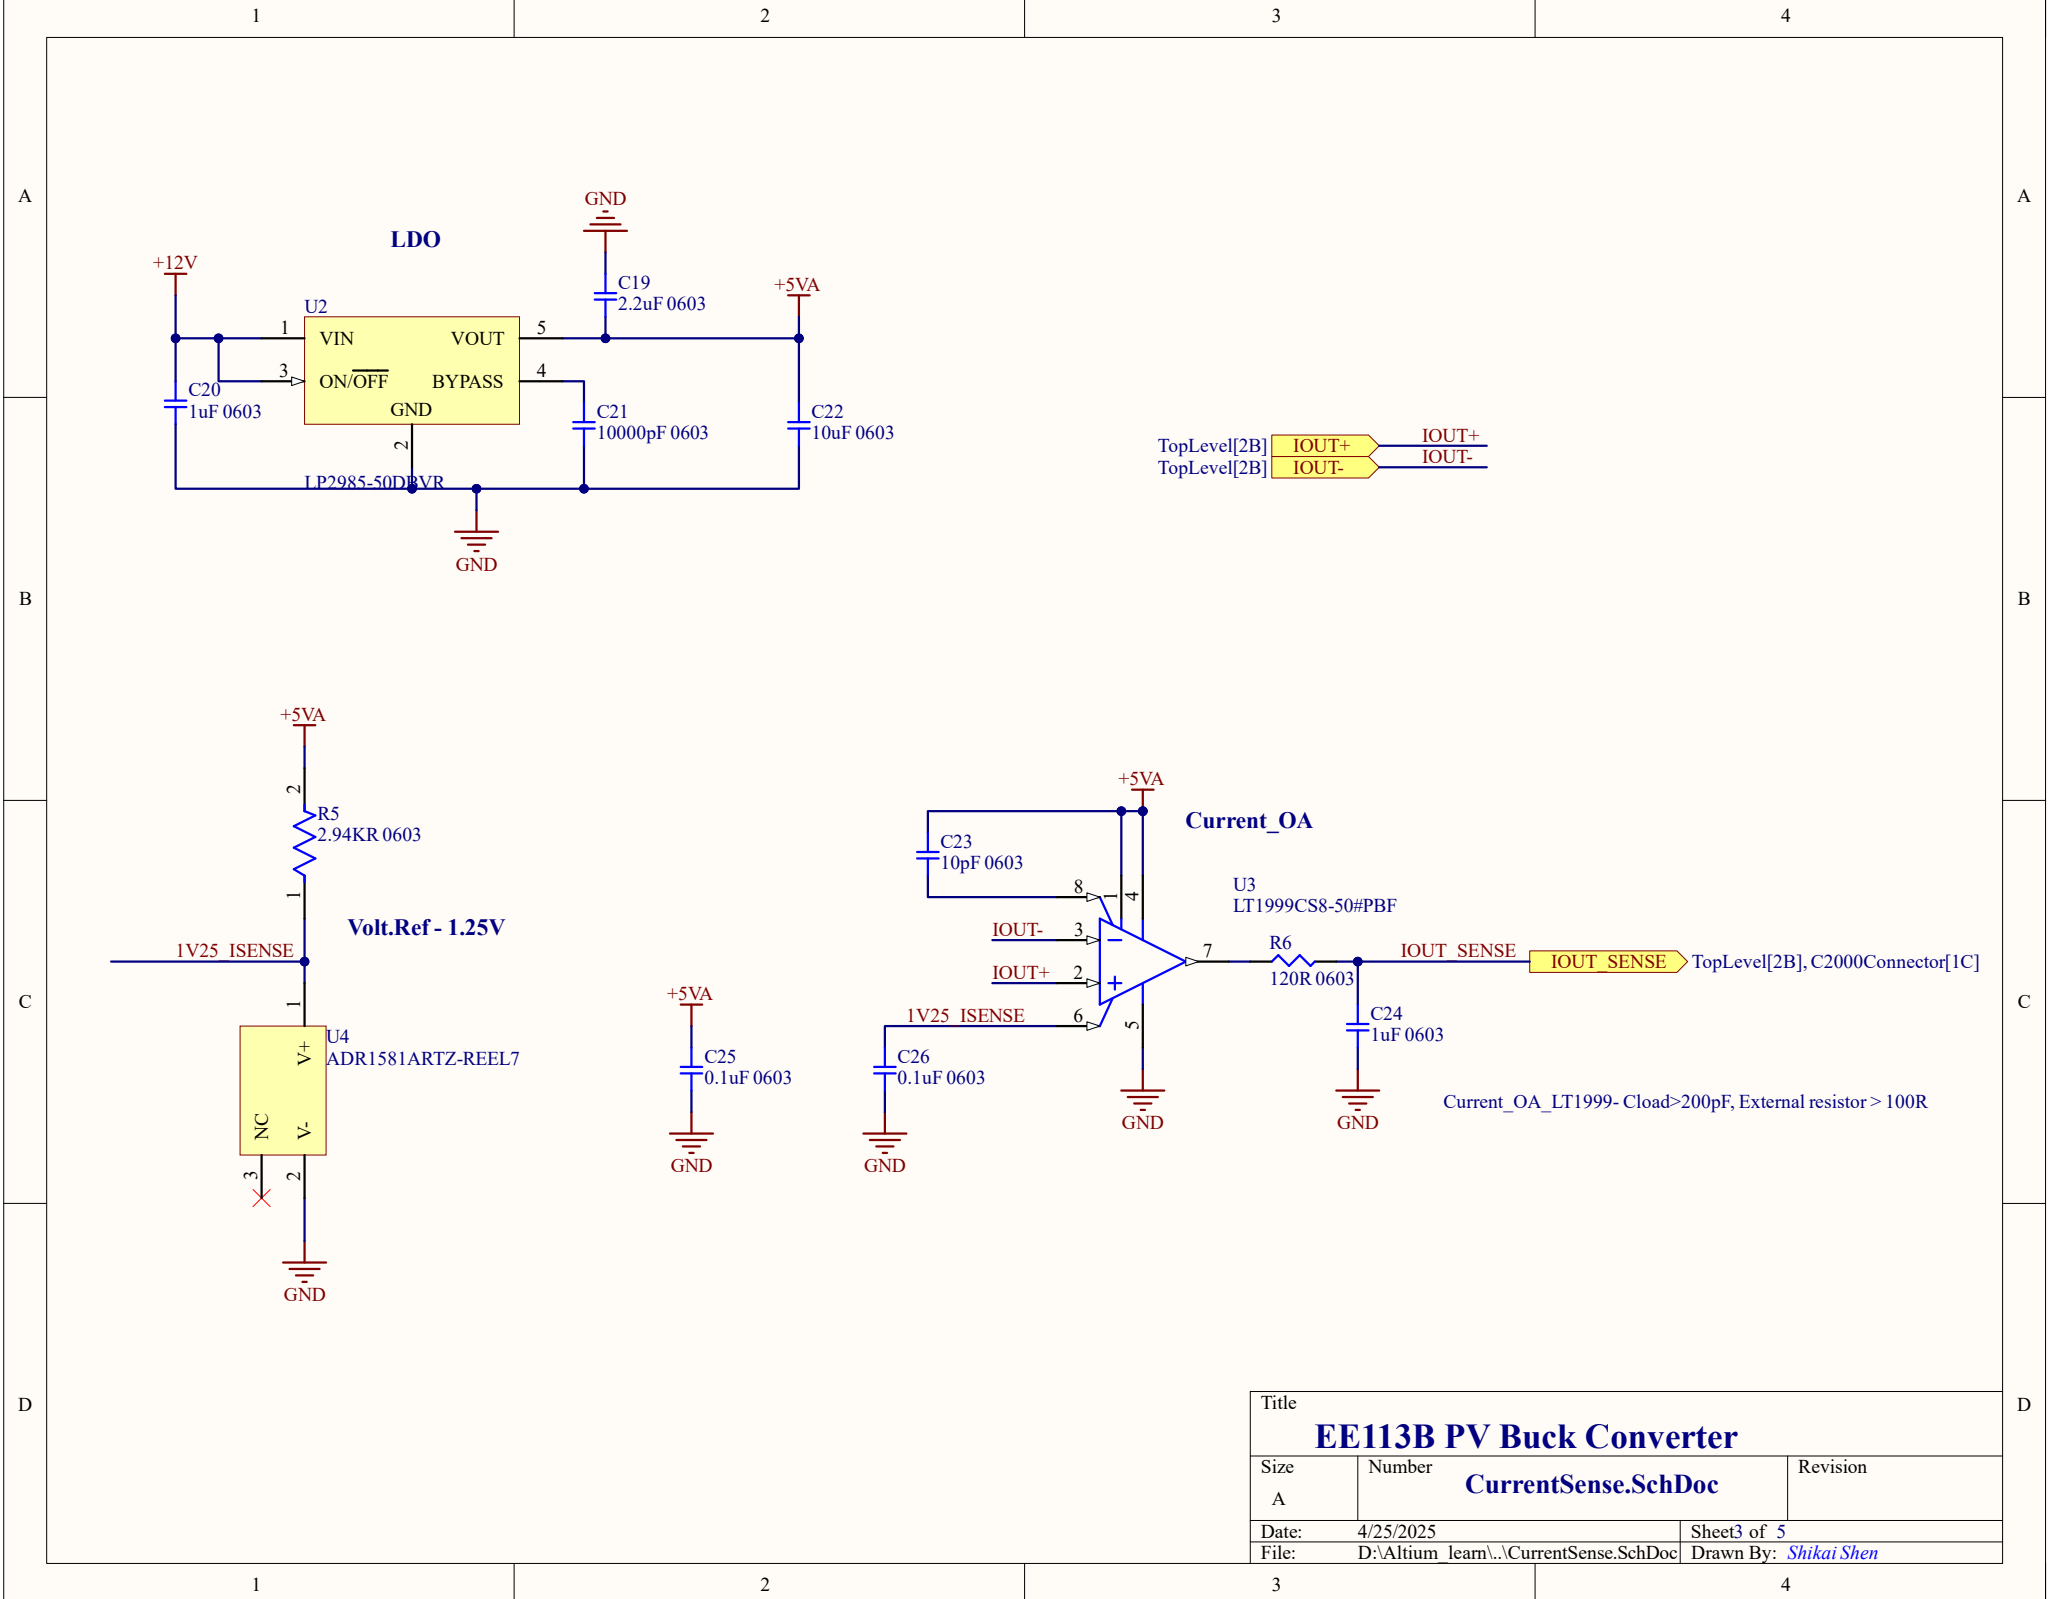 1 2 3 4
A A
B B
C C
D D
GND
LDO
+12V
C19
2.2uF 0603
+5VA
U2
1 VIN VOUT 5
3 ON/OFF BYPASS 4
GND
2
C20
1uF 0603
C21
10000pF 0603
C22
10uF 0603
LP2985-50DBVR
GND
TopLevel[2B] IOUT+ IOUT+
TopLevel[2B] IOUT- IOUT-
+5VA
2
R5
2.94KR 0603
1
Volt.Ref - 1.25V
1V25_ISENSE
1
U4
ADR1581ARTZ-REEL7
V+
NC
V-
3
2
GND
+5VA
C25
0.1uF 0603
GND
+5VA
Current_OA
C23
10pF 0603
8 1 4
U3
LT1999CS8-50#PBF
IOUT- 3
IOUT+ 2
1V25_ISENSE 6
5
7
R6
120R 0603
IOUT_SENSE IOUT_SENSE TopLevel[2B], C2000Connector[1C]
C26
0.1uF 0603
GND
GND
C24
1uF 0603
GND
Current_OA_LT1999- Cload>200pF, External resistor > 100R
Title
EE113B PV Buck Converter
Size Number Revision
A CurrentSense.SchDoc
Date: 4/25/2025 Sheet3 of 5
File: D:\Altium_learn\..\CurrentSense.SchDoc Drawn By: Shikai Shen
1 2 3 4